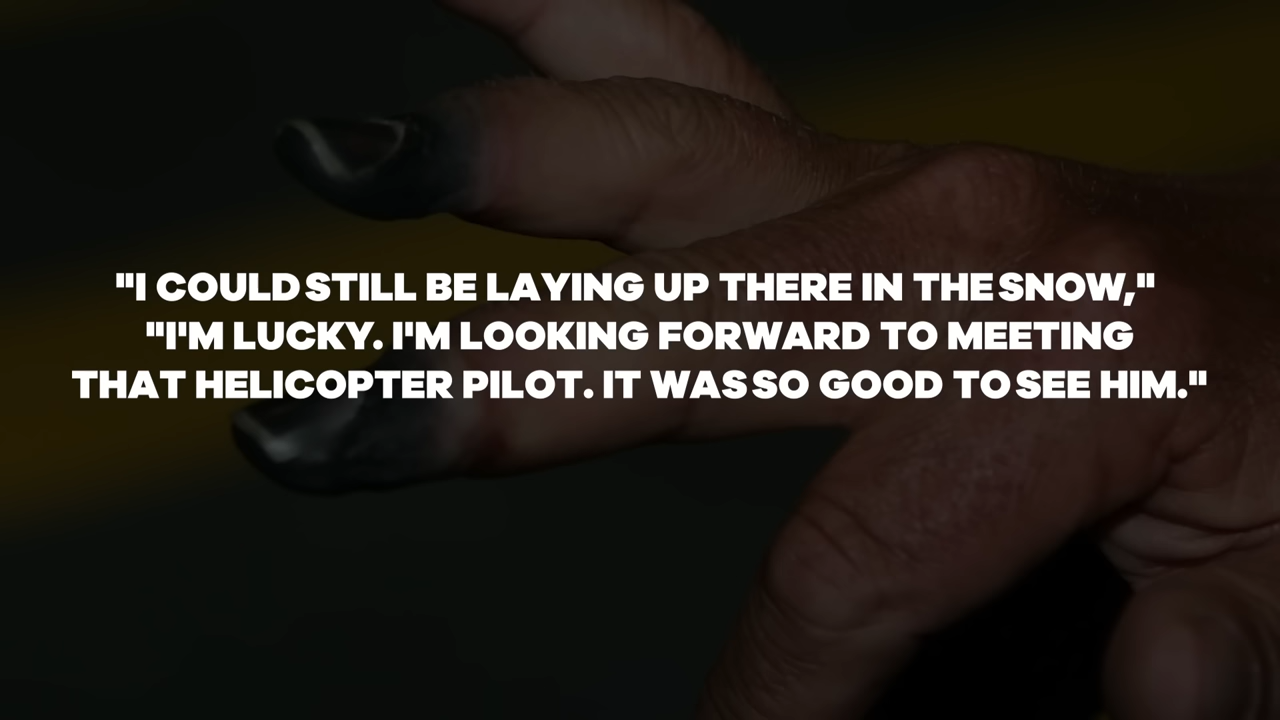 "I COULD STILL BE LAYING UP THERE IN THE SNOW,"
"I'M LUCKY. I'M LOOKING FORWARD TO MEETING
THAT HELICOPTER PILOT. IT WAS SO GOOD TO SEE HIM."